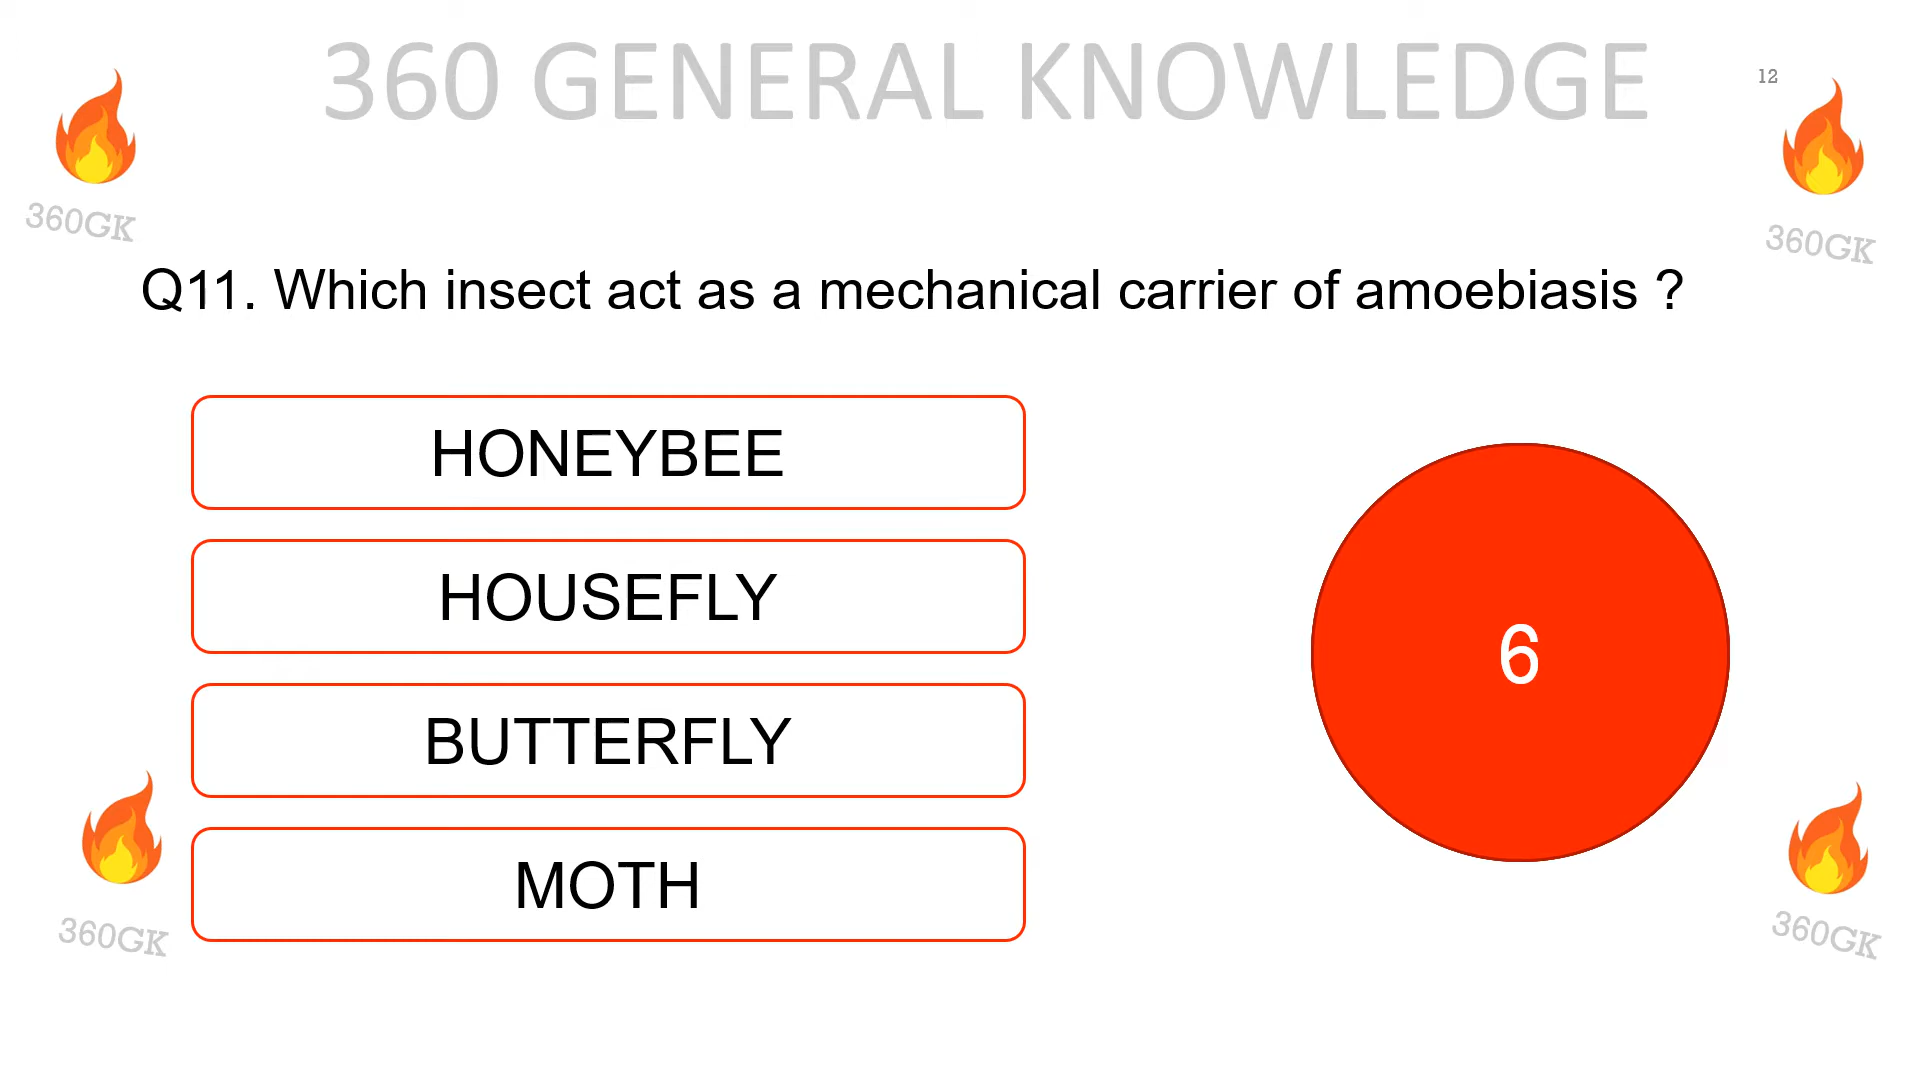 360 GENERAL KNOWLEDGE
12
360GK
360GK
Q11. Which insect act as a mechanical carrier of amoebiasis ?
HONEYBEE
HOUSEFLY
6
BUTTERFLY
MOTH
360GK
360GK